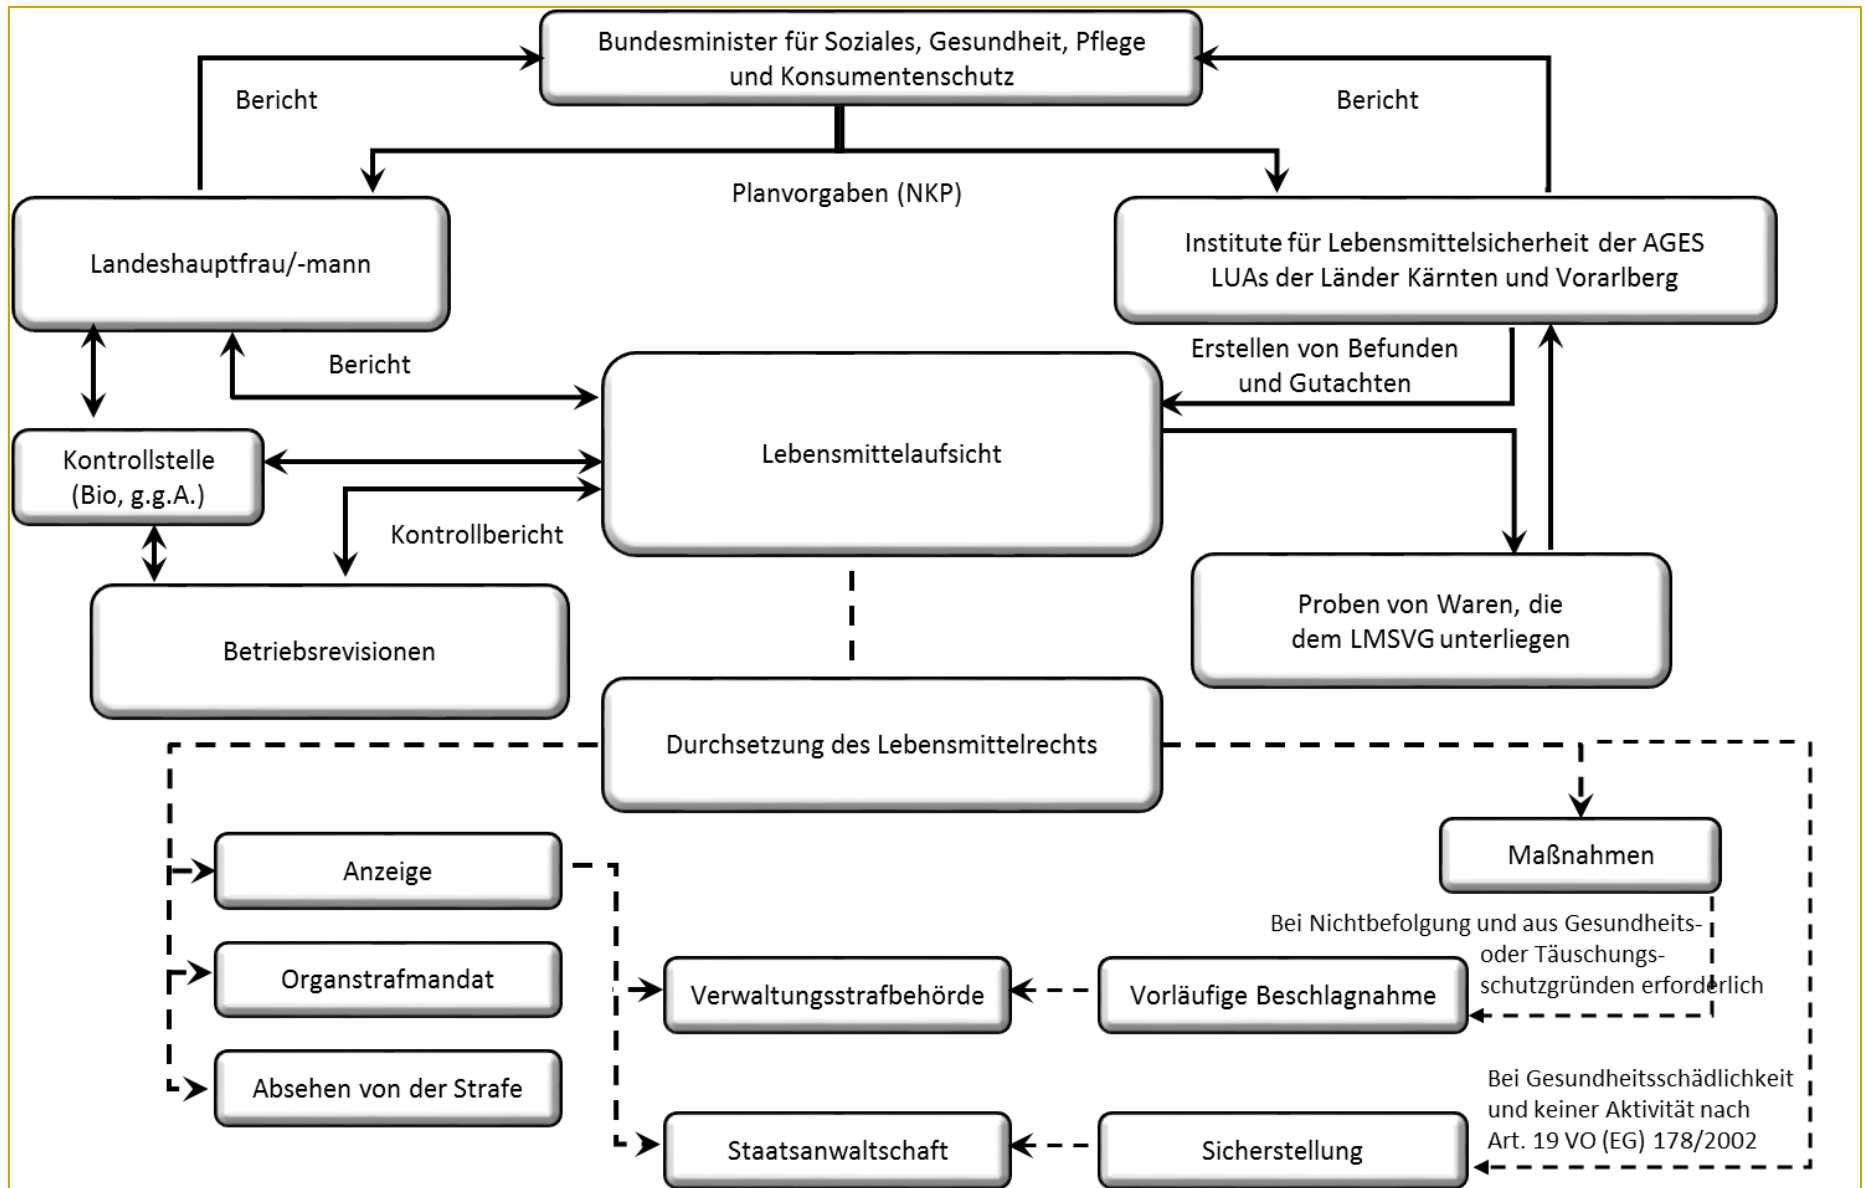 Bundesminister für Soziales, Gesundheit, Pflege
und Konsumentenschutz
Bericht
Bericht
Planvorgaben (NKP)
Landeshauptfrau/-mann
Institute für Lebensmittelsicherheit der AGES
LUAs der Länder Kärnten und Vorarlberg
Bericht
Erstellen von Befunden
und Gutachten
Lebensmittelaufsicht
Kontrollstelle
(Bio, g.g.A.)
Kontrollbericht
Betriebsrevisionen
Proben von Waren, die
dem LMSVG unterliegen
Durchsetzung des Lebensmittelrechts
Anzeige
Maßnahmen
Bei Nichtbefolgung und aus Gesundheits-
oder Täuschungs-
schutzgründen erforderlich
Organstrafmandat
Verwaltungsstrafbehörde
Vorläufige Beschlagnahme
Absehen von der Strafe
Bei Gesundheitsschädlichkeit
und keiner Aktivität nach
Art. 19 VO (EG) 178/2002
Staatsanwaltschaft
Sicherstellung